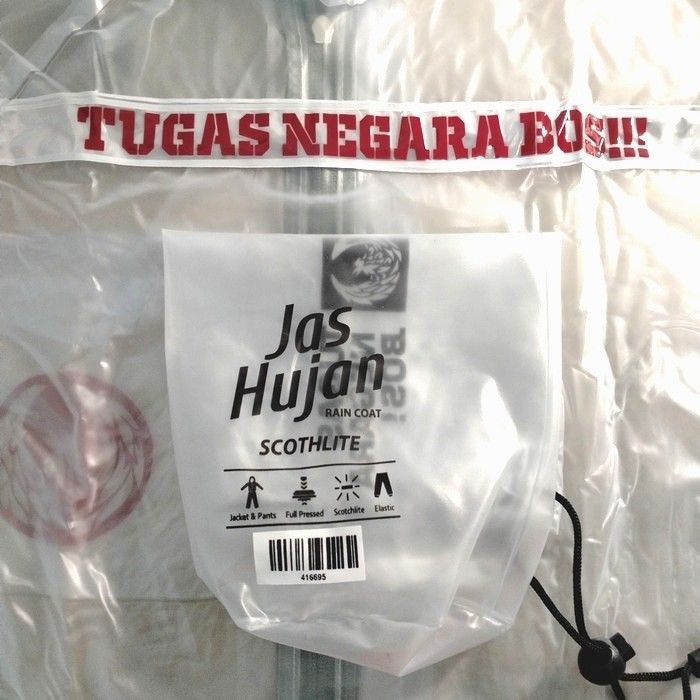 TUGAS NEGARA BOS!!!
Jas
Hujan
RAIN COAT
SCOTHLITE
Jacket & Pants Full Pressed Scotchlite Elastic
416695